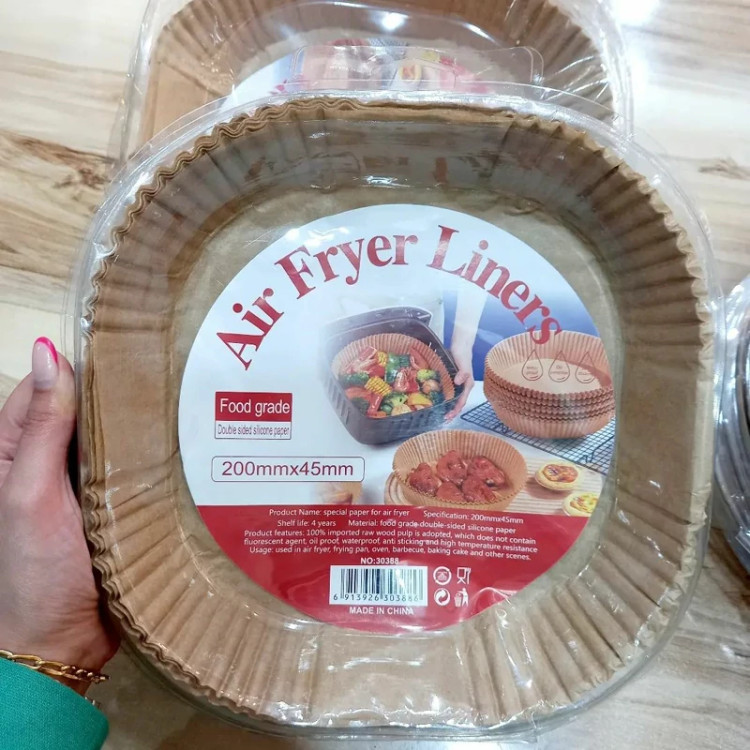 Air Fryer Liners
Food grade
Double sided silicone paper
200mmx45mm
Product Name: special paper for air fryer Specification: 200mmx45mm
Shelf life: 4 years Material: food grade double-sided silicone paper
Product features: 100% imported raw wood pulp is adopted, which does not contain
fluorescent agent, oil proof, waterproof, anti sticking and high temperature resistance
Usage: used in air fryer, frying pan, oven, barbecue, baking cake and other scenes.
NO:30388
6 913926 303888
MADE IN CHINA